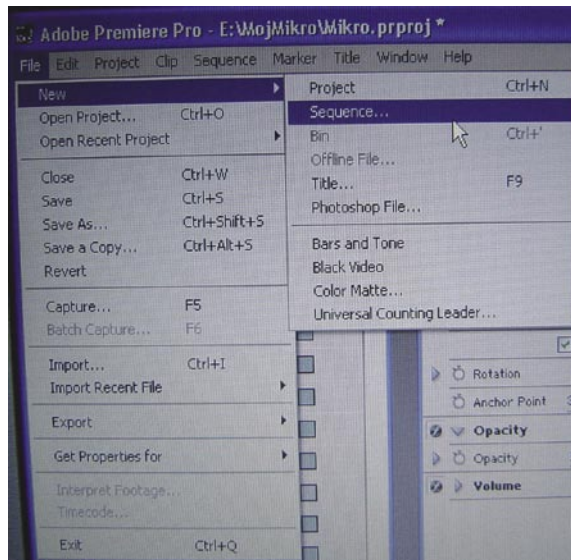 Adobe Premiere Pro - E:\MojMikro\Mikro.prproj *
File Edit Project Clip Sequence Marker Title Window Help
New
Open Project... Ctrl+O
Open Recent Project
Close Ctrl+W
Save Ctrl+S
Save As... Ctrl+Shift+S
Save a Copy... Ctrl+Alt+S
Revert
Capture... F5
Batch Capture... F6
Import... Ctrl+I
Import Recent File
Export
Get Properties for
Interpret Footage...
Timecode...
Exit Ctrl+Q
Project Ctrl+N
Sequence...
Bin Ctrl+'
Offline File...
Title... F9
Photoshop File...
Bars and Tone
Black Video
Color Matte...
Universal Counting Leader...
Rotation
Anchor Point
Opacity
Opacity
Volume